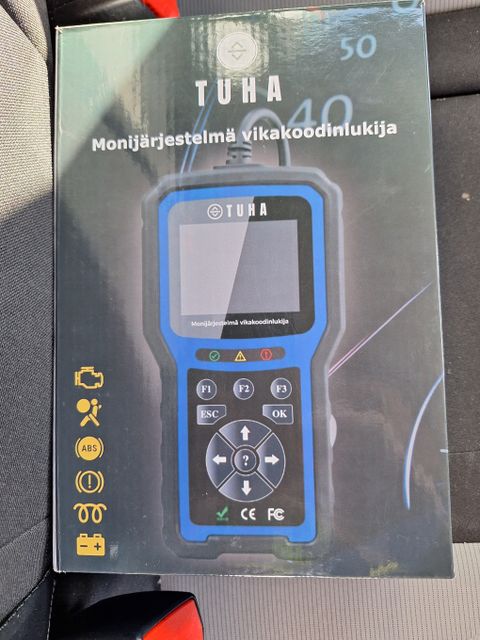 50
TUHA
40
Monijärjestelmä vikakoodinlukija
TUHA
Monijärjestelmä vikakoodinlukija
F1 F2 F3
ESC OK
?
CE FC
ABS